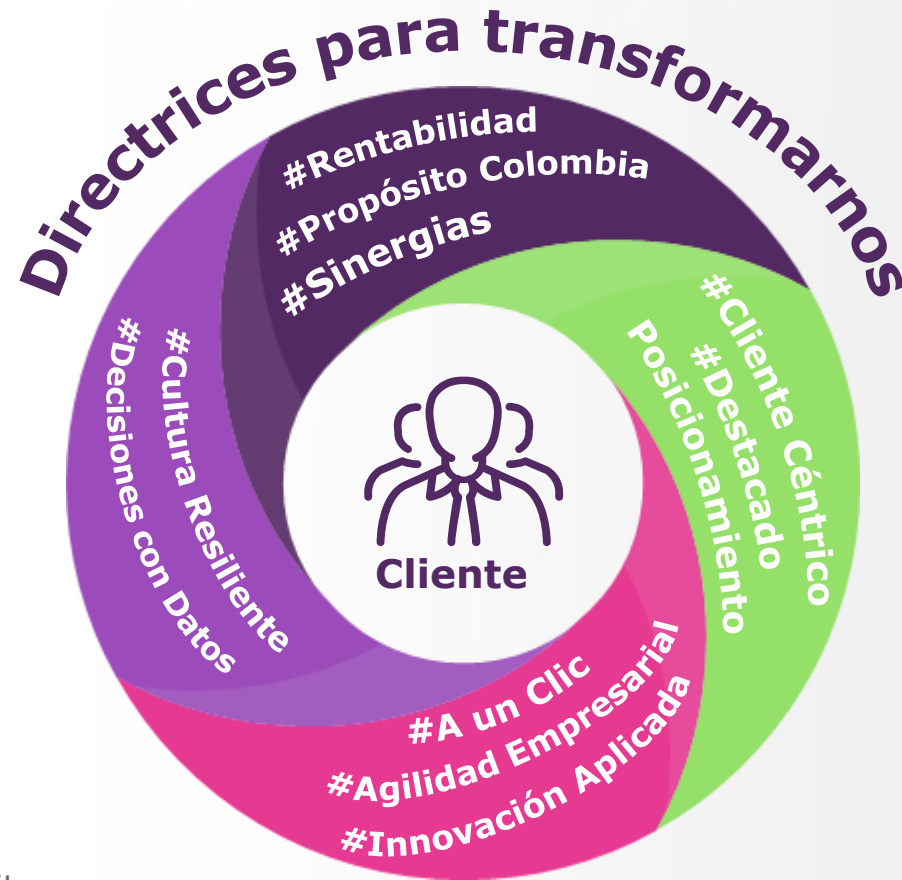 Directrices para transformarnos
#Rentabilidad
#Propósito Colombia
#Sinergias
#Cliente Céntrico
#Destacado
Posicionamiento
#A un Clic
#Agilidad Empresarial
#Innovación Aplicada
#Cultura Resiliente
#Decisiones con Datos
Cliente